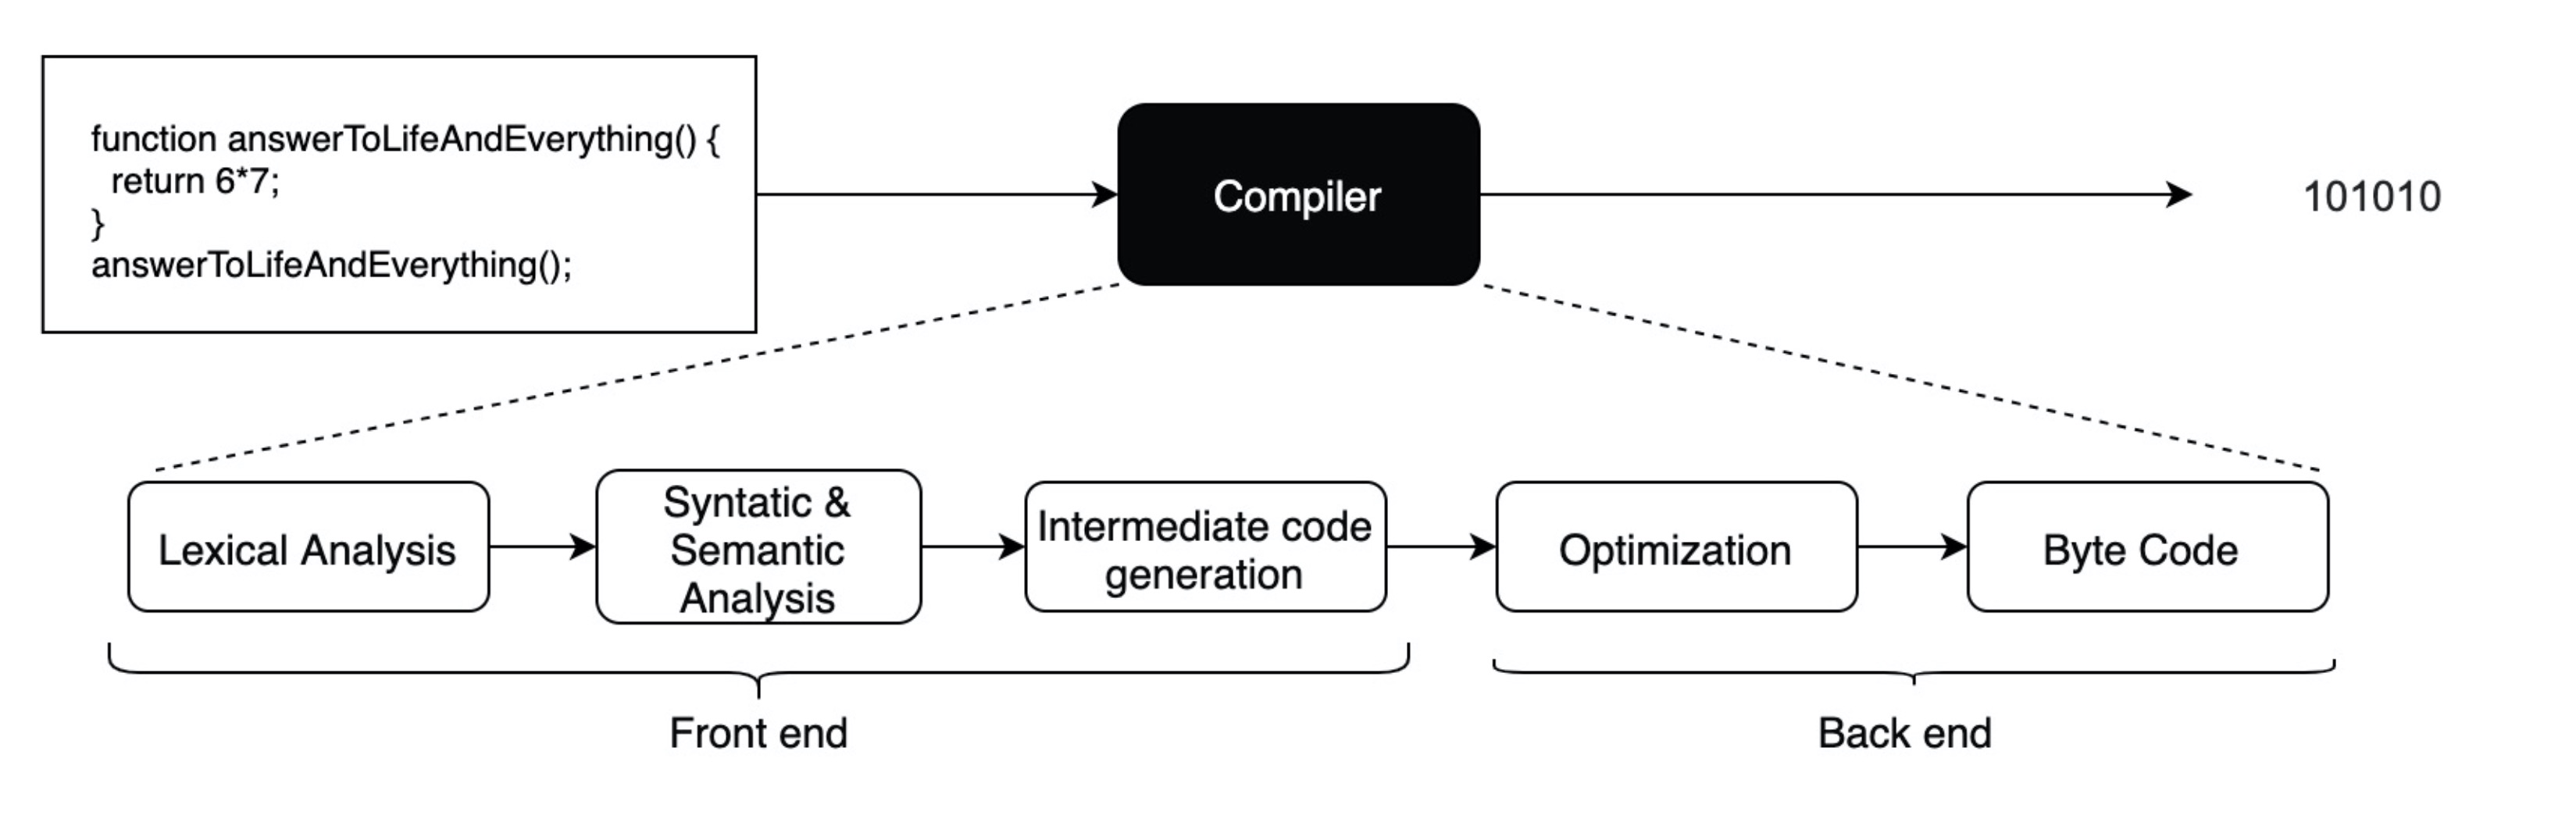 function answerToLifeAndEverything() {
  return 6*7;
}
answerToLifeAndEverything();
Compiler
101010
Lexical Analysis
Syntatic &
Semantic
Analysis
Intermediate code
generation
Optimization
Byte Code
Front end
Back end